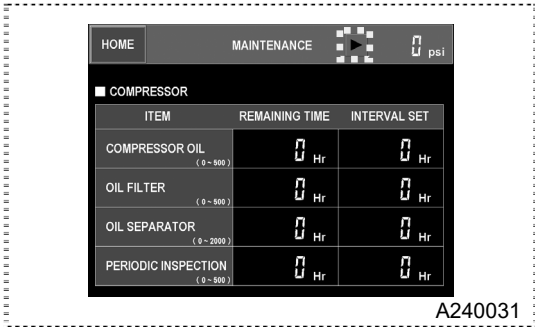 HOME MAINTENANCE ▶ 0 psi
■ COMPRESSOR
ITEM REMAINING TIME INTERVAL SET
COMPRESSOR OIL 0 Hr 0 Hr
( 0 ~ 500 )
OIL FILTER 0 Hr 0 Hr
( 0 ~ 500 )
OIL SEPARATOR 0 Hr 0 Hr
( 0 ~ 2000 )
PERIODIC INSPECTION 0 Hr 0 Hr
( 0 ~ 500 )
A240031